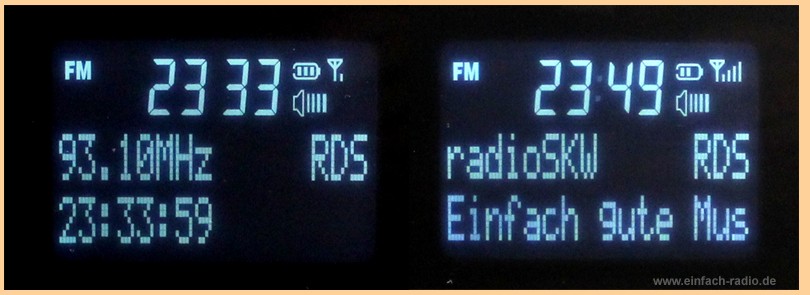 FM 23 33
93.10MHz RDS
23:33:59
FM 23:49
radioSKW RDS
Einfach gute Mus
www.einfach-radio.de